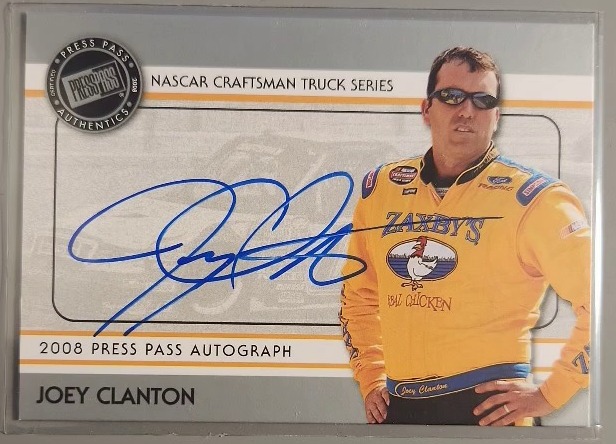 PRESS PASS
PRESS PASS
AUTHENTICS
NASCAR CRAFTSMAN TRUCK SERIES
ZAXBY'S
REAL CHICKEN
Joey Clanton
2008 PRESS PASS AUTOGRAPH
JOEY CLANTON